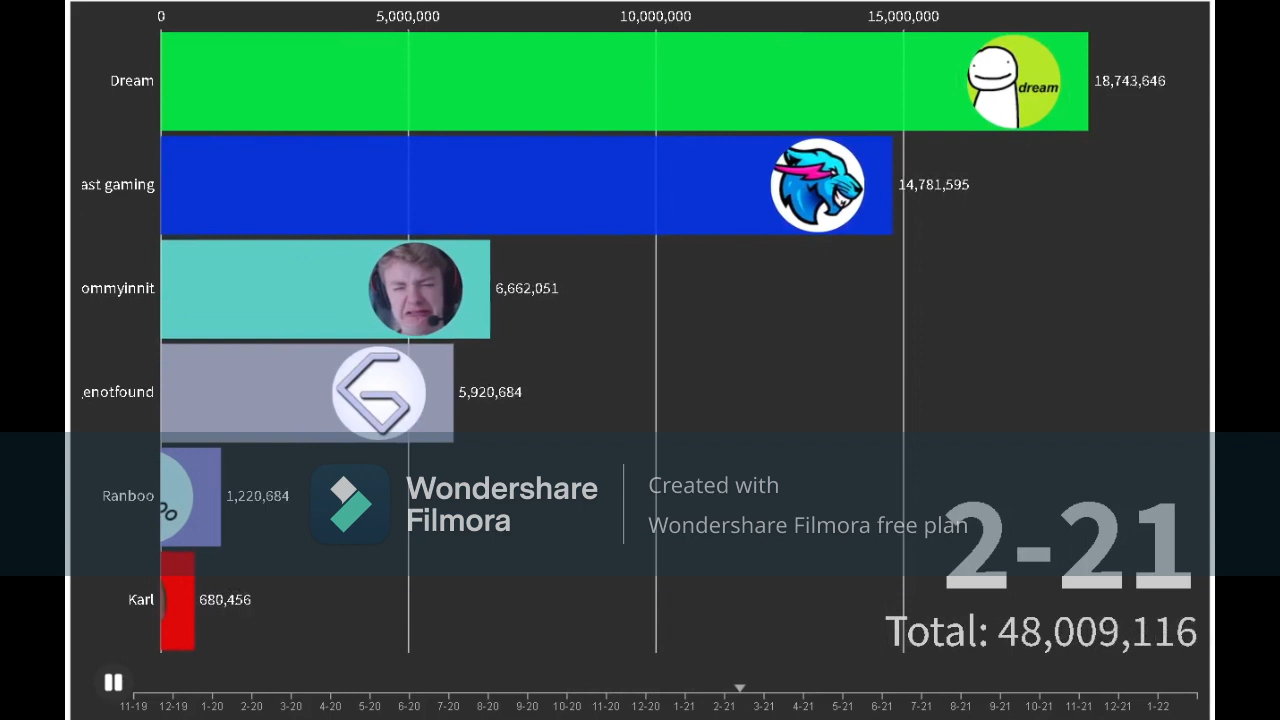 0 5,000,000 10,000,000 15,000,000
Dream dream 18,743,646
ast gaming 14,781,595
ommyinnit 6,662,051
enotfound 5,920,684
Ranboo 1,220,684
Karl 680,456
Wondershare
Filmora
Created with
Wondershare Filmora free plan
2-21
Total: 48,009,116
11-19 12-19 1-20 2-20 3-20 4-20 5-20 6-20 7-20 8-20 9-20 10-20 11-20 12-20 1-21 2-21 3-21 4-21 5-21 6-21 7-21 8-21 9-21 10-21 11-21 12-21 1-22